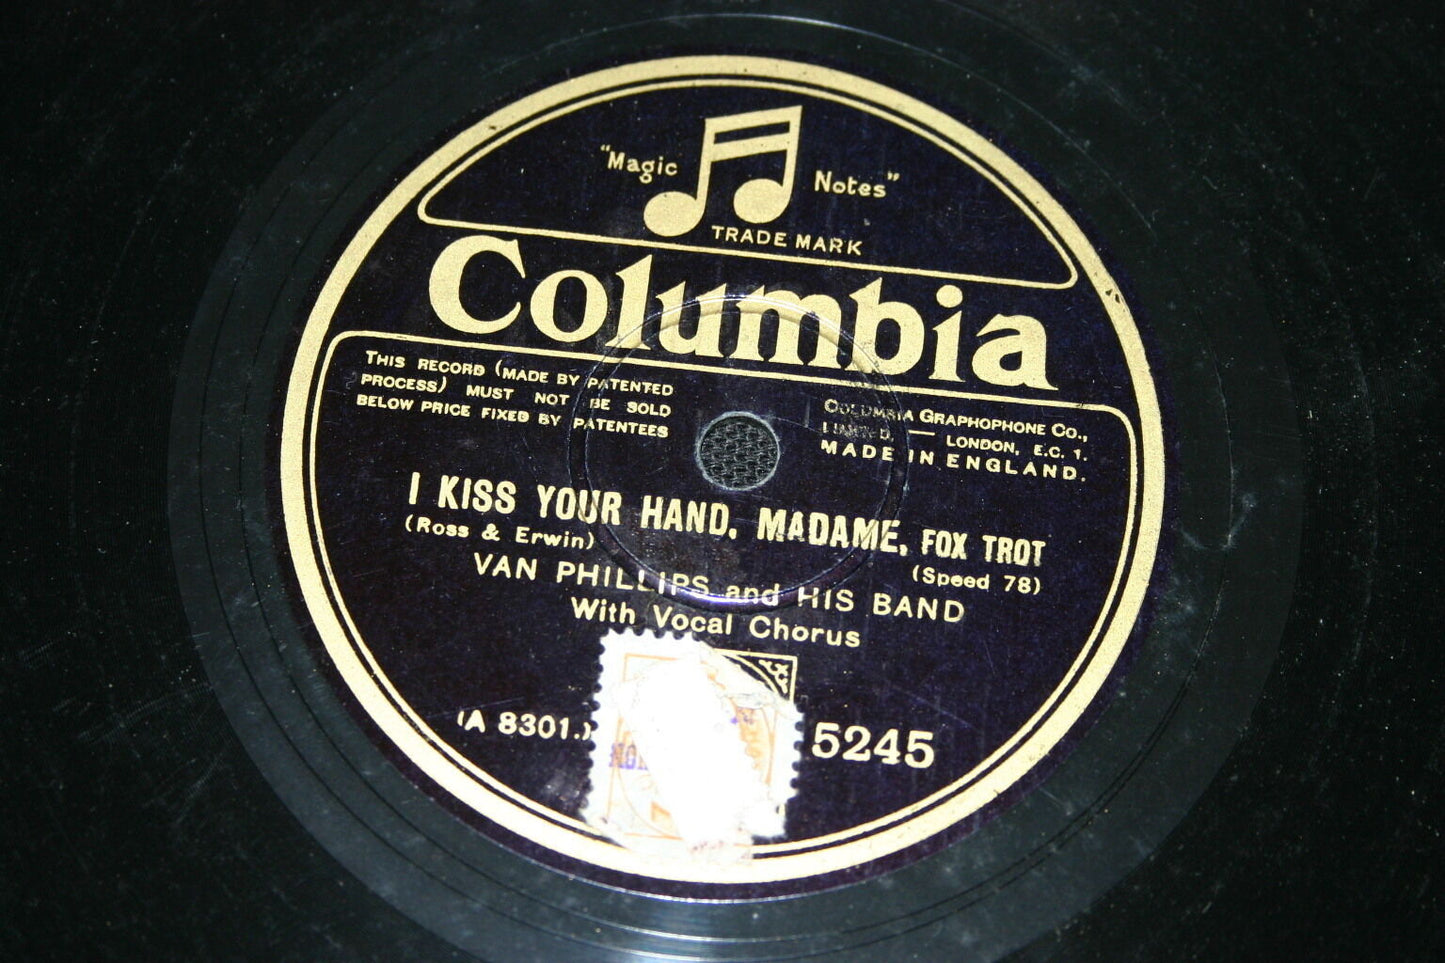 "Magic Notes"
TRADE MARK
Columbia
THIS RECORD (MADE BY PATENTED
PROCESS) MUST NOT BE SOLD
BELOW PRICE FIXED BY PATENTEES
COLUMBIA GRAPHOPHONE CO.,
LIMITED. — LONDON, E.C. 1.
MADE IN ENGLAND.
I KISS YOUR HAND, MADAME, FOX TROT
(Ross & Erwin)
(Speed 78)
VAN PHILLIPS and HIS BAND
With Vocal Chorus
(A 8301.)
5245